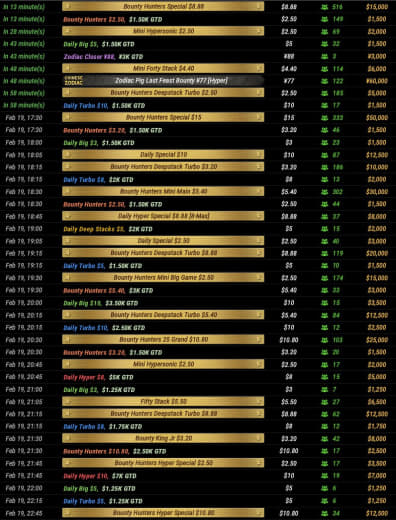 In 13 minute(s) Bounty Hunters Special $8.88 $8.88 516 $15,000
In 13 minute(s) Bounty Hunters $2.50, $1.50K GTD $2.50 149 $1,500
In 28 minute(s) Mini Hypersonic $2.50 $2.50 69 $2,000
In 43 minute(s) Daily Big $5, $1.50K GTD $5 32 $1,500
In 43 minute(s) Zodiac Closer ¥88, ¥3K GTD ¥88 3 ¥3,000
In 48 minute(s) Mini Forty Stack $4.40 $4.40 114 $6,000
In 48 minute(s) CHINESE ZODIAC Zodiac Pig Last Feast Bounty ¥77 [Hyper] ¥77 122 ¥60,000
In 58 minute(s) Bounty Hunters Deepstack Turbo $2.50 $2.50 185 $5,000
In 58 minute(s) Daily Turbo $10, $1.50K GTD $10 17 $1,500
Feb 19, 17:30 Bounty Hunters Special $15 $15 333 $50,000
Feb 19, 17:30 Bounty Hunters $3.20, $1.50K GTD $3.20 46 $1,500
Feb 19, 18:00 Daily Big $3, $1.50K GTD $3 23 $1,500
Feb 19, 18:05 Daily Special $10 $10 67 $12,500
Feb 19, 18:15 Bounty Hunters Deepstack Turbo $3.20 $3.20 186 $10,000
Feb 19, 18:15 Daily Turbo $8, $2K GTD $8 13 $2,000
Feb 19, 18:30 Bounty Hunters Mini Main $5.40 $5.40 302 $30,000
Feb 19, 18:30 Bounty Hunters $2.50, $1.50K GTD $2.50 44 $1,500
Feb 19, 18:45 Daily Hyper Special $8.88 [8-Max] $8.88 37 $8,000
Feb 19, 19:00 Daily Deep Stacks $5, $2K GTD $5 15 $2,000
Feb 19, 19:05 Daily Special $2.50 $2.50 40 $3,000
Feb 19, 19:15 Bounty Hunters Deepstack Turbo $8.88 $8.88 119 $20,000
Feb 19, 19:15 Daily Turbo $5, $1.50K GTD $5 10 $1,500
Feb 19, 19:30 Bounty Hunters Mini Big Game $2.50 $2.50 174 $15,000
Feb 19, 19:30 Bounty Hunters $5.40, $3K GTD $5.40 33 $3,000
Feb 19, 20:00 Daily Big $15, $3.50K GTD $10 15 $3,500
Feb 19, 20:15 Bounty Hunters Deepstack Turbo $5.40 $5.40 84 $12,500
Feb 19, 20:15 Daily Turbo $10, $2.50K GTD $10 12 $2,500
Feb 19, 20:30 Bounty Hunters 25 Grand $10.80 $10.80 103 $25,000
Feb 19, 20:30 Bounty Hunters $3.20, $1.50K GTD $3.20 20 $1,500
Feb 19, 20:45 Mini Hypersonic $2.50 $2.50 17 $2,000
Feb 19, 20:45 Daily Hyper $8, $5K GTD $8 15 $5,000
Feb 19, 21:00 Daily Big $3, $1.25K GTD $3 7 $1,250
Feb 19, 21:05 Fifty Stack $5.50 $5.50 27 $6,500
Feb 19, 21:15 Bounty Hunters Deepstack Turbo $8.88 $8.88 62 $12,500
Feb 19, 21:15 Daily Turbo $8, $1.75K GTD $8 12 $1,750
Feb 19, 21:30 Bounty King Jr $3.20 $3.20 42 $8,000
Feb 19, 21:30 Bounty Hunters $10.80, $2.50K GTD $10.80 17 $2,500
Feb 19, 21:45 Bounty Hunters Hyper Special $2.50 $2.50 17 $3,500
Feb 19, 21:45 Daily Hyper $10, $7K GTD $10 19 $7,000
Feb 19, 22:00 Daily Big $5, $1.25K GTD $5 6 $1,250
Feb 19, 22:15 Daily Turbo $5, $1.25K GTD $5 6 $1,250
Feb 19, 22:45 Bounty Hunters Hyper Special $10.80 $10.80 34 $12,500